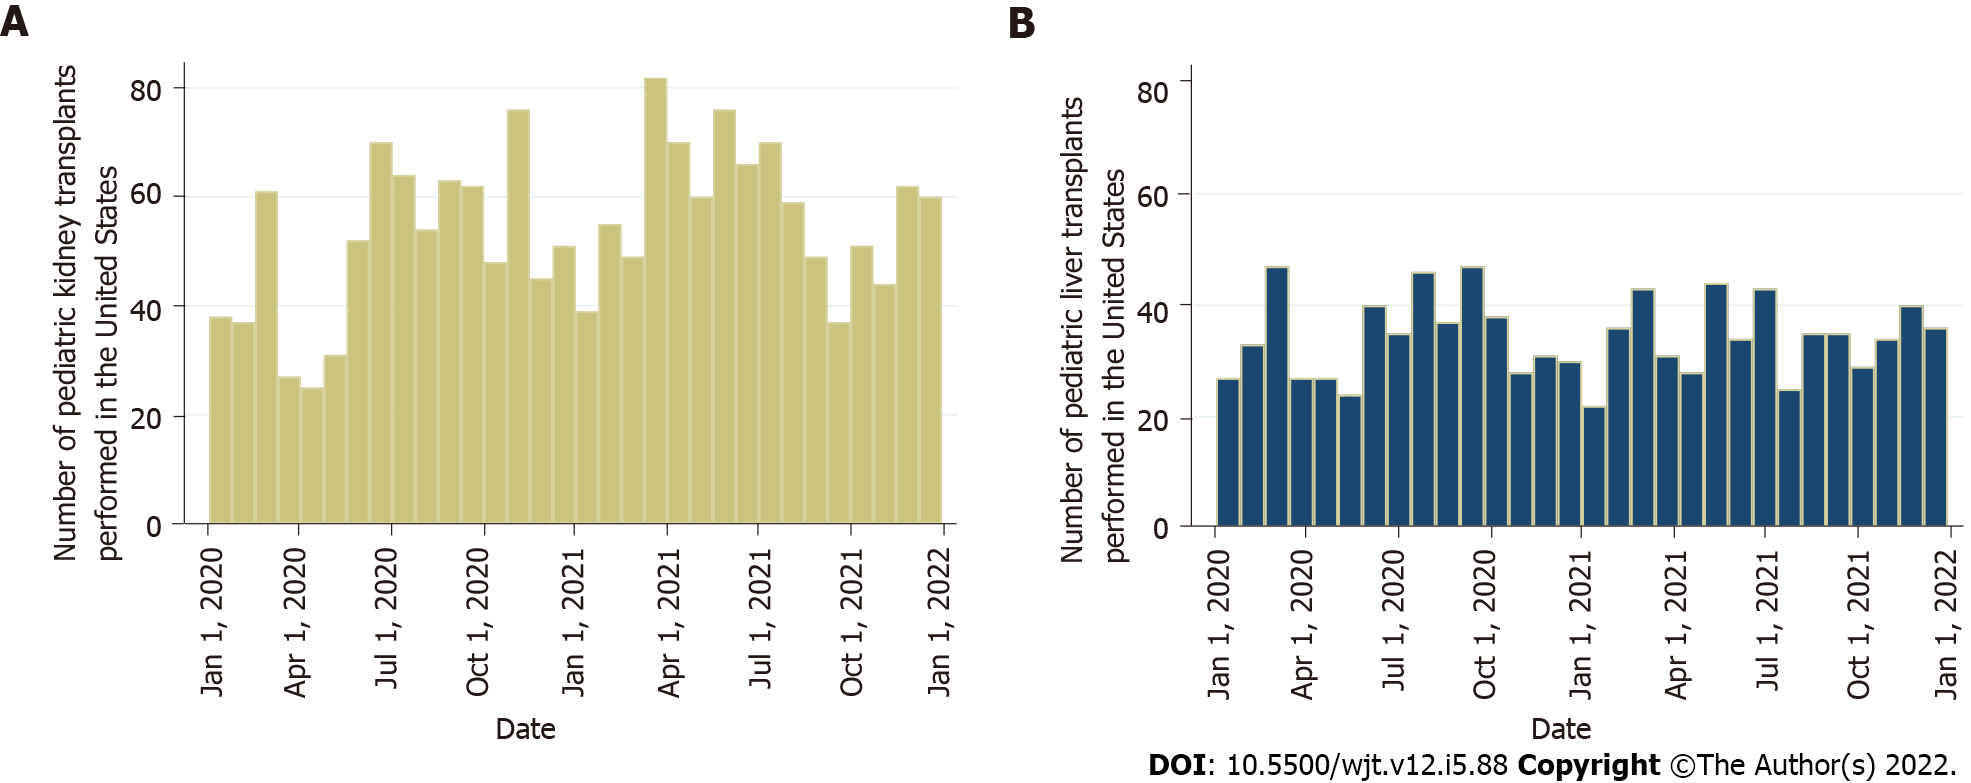 A
Number of pediatric kidney transplants
performed in the United States
80
60
40
20
0
Jan 1, 2020
Apr 1, 2020
Jul 1, 2020
Oct 1, 2020
Jan 1, 2021
Apr 1, 2021
Jul 1, 2021
Oct 1, 2021
Jan 1, 2022
Date
B
Number of pediatric liver transplants
performed in the United States
80
60
40
20
0
Jan 1, 2020
Apr 1, 2020
Jul 1, 2020
Oct 1, 2020
Jan 1, 2021
Apr 1, 2021
Jul 1, 2021
Oct 1, 2021
Jan 1, 2022
Date
DOI: 10.5500/wjt.v12.i5.88 Copyright ©The Author(s) 2022.